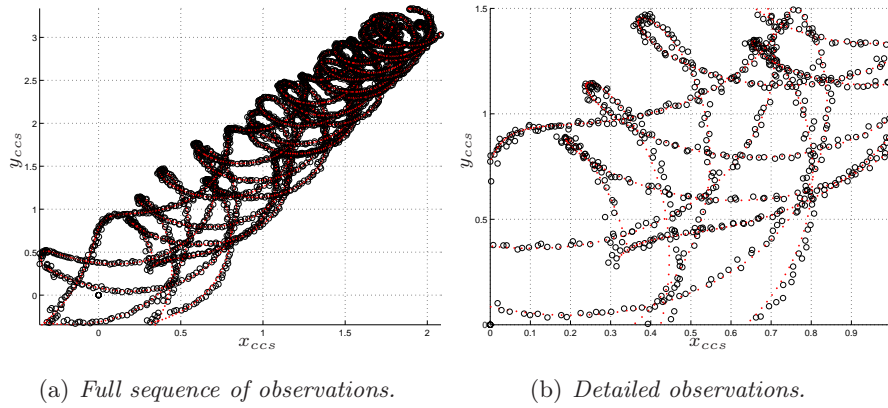 3
2.5
2
1.5
1
0.5
0
y_ccs
0 0.5 1 1.5 2
x_ccs
(a) Full sequence of observations.
1.5
1
0.5
0
y_ccs
0 0.1 0.2 0.3 0.4 0.5 0.6 0.7 0.8 0.9
x_ccs
(b) Detailed observations.